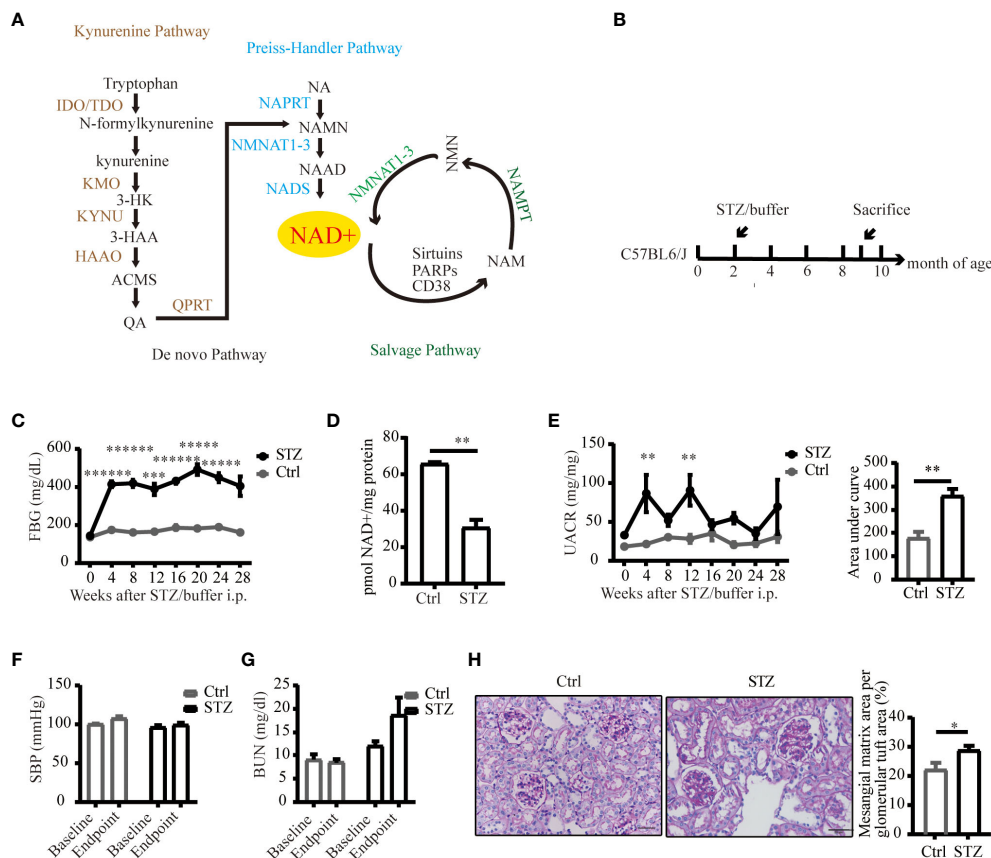 A
Kynurenine Pathway
Preiss-Handler Pathway
Tryptophan
IDO/TDO
N-formylkynurenine
kynurenine
KMO
3-HK
KYNU
3-HAA
HAAO
ACMS
QPRT
QA
De novo Pathway
NA
NAPRT
NAMN
NMNAT1-3
NAAD
NADS
NAD+
NMNAT1-3
NMN
NAMPT
NAM
Sirtuins
PARPs
CD38
Salvage Pathway
B
STZ/buffer
Sacrifice
C57BL6/J
0 2 4 6 8 10
month of age
C
FBG (mg/dL)
600
400
200
0
****** ****** *** ****** ***** *****
STZ
Ctrl
0 4 8 12 16 20 24 28
Weeks after STZ/buffer i.p.
D
pmol NAD+/mg protein
80
60
40
20
0
**
Ctrl STZ
E
UACR (mg/mg)
150
100
50
0
** **
STZ
Ctrl
0 4 8 12 16 20 24 28
Weeks after STZ/buffer i.p.
Area under curve
500
400
300
200
100
0
**
Ctrl STZ
F
SBP (mmHg)
200
150
100
50
0
Ctrl
STZ
Baseline
Endpoint
Baseline
Endpoint
G
BUN (mg/dl)
25
20
15
10
5
0
Ctrl
STZ
Baseline
Endpoint
Baseline
Endpoint
H
Ctrl
STZ
Mesangial matrix area per
glomerular tuft area (%)
40
30
20
10
0
*
Ctrl STZ